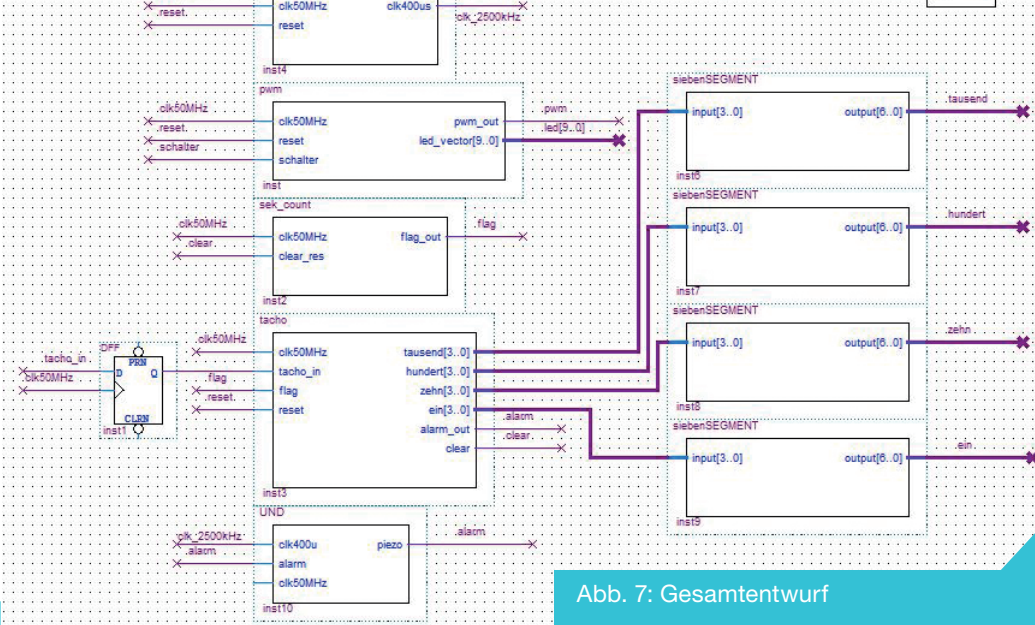 reset
clk50MHz
reset
clk400us
clk_2500kHz
inst4
pwm
clk50MHz
reset
schalter
clk50MHz
reset
schalter
pwm_out
led_vector[9..0]
pwm
led[9..0]
inst
sek_count
clk50MHz
clear
clk50MHz
clear_res
flag_out
flag
inst2
tacho
tacho_in
clk50MHz
DFF
PRN
D
Q
CLRN
inst1
clk50MHz
flag
reset
clk50MHz
tacho_in
flag
reset
tausend[3..0]
hundert[3..0]
zehn[3..0]
ein[3..0]
alarm_out
clear
alarm
clear
inst3
UND
clk_2500kHz
alarm
clk400u
alarm
clk50MHz
piezo
alarm
inst10
siebenSEGMENT
input[3..0]
output[6..0]
tausend
inst6
siebenSEGMENT
input[3..0]
output[6..0]
hundert
inst7
siebenSEGMENT
input[3..0]
output[6..0]
zehn
inst8
siebenSEGMENT
input[3..0]
output[6..0]
ein
inst9
Abb. 7: Gesamtentwurf